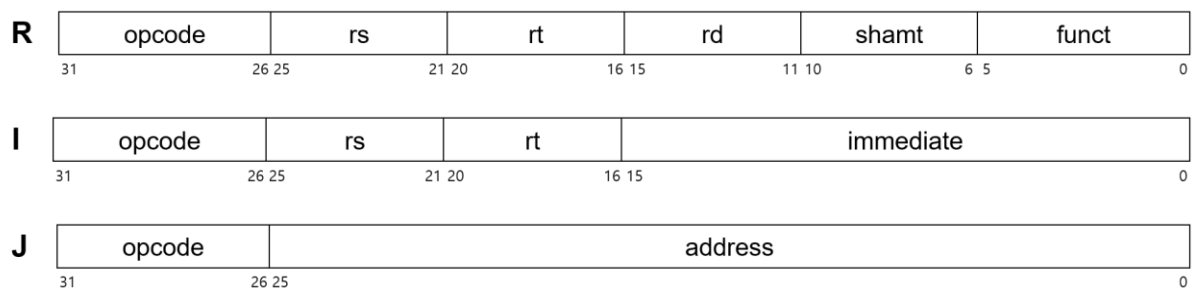 R opcode rs rt rd shamt funct
31 26 25 21 20 16 15 11 10 6 5 0
I opcode rs rt immediate
31 26 25 21 20 16 15 0
J opcode address
31 26 25 0